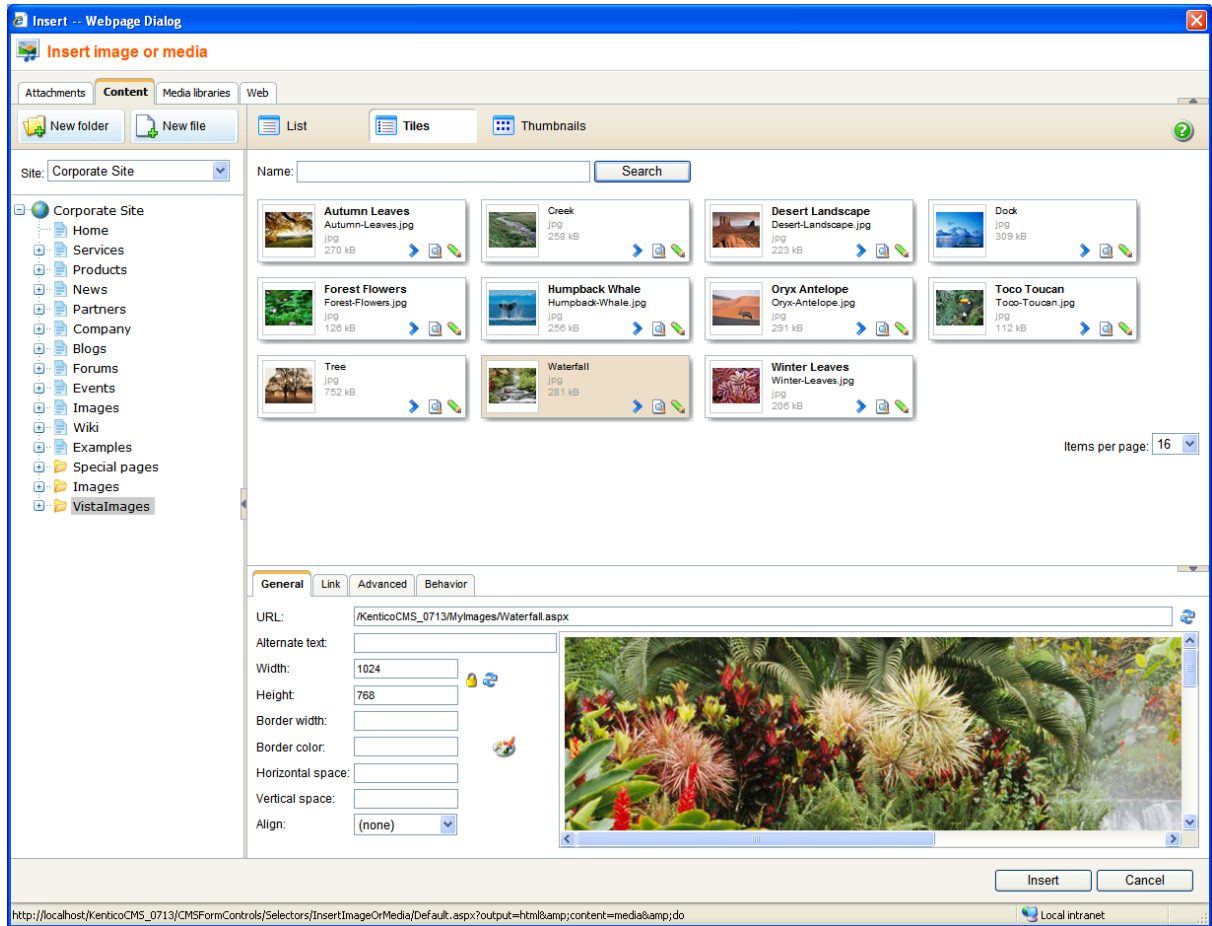 Insert -- Webpage Dialog
Insert image or media
Attachments Content Media libraries Web
New folder New file List Tiles Thumbnails
Site: Corporate Site
Name: Search
Corporate Site
Home
Services
Products
News
Partners
Company
Blogs
Forums
Events
Images
Wiki
Examples
Special pages
Images
VistaImages
Autumn Leaves
Autumn-Leaves.jpg
jpg
270 kB
Creek
jpg
258 kB
Desert Landscape
Desert-Landscape.jpg
jpg
223 kB
Dock
jpg
309 kB
Forest Flowers
Forest-Flowers.jpg
jpg
126 kB
Humpback Whale
Humpback-Whale.jpg
jpg
256 kB
Oryx Antelope
Oryx-Antelope.jpg
jpg
291 kB
Toco Toucan
Toco-Toucan.jpg
jpg
112 kB
Tree
jpg
752 kB
Waterfall
jpg
281 kB
Winter Leaves
Winter-Leaves.jpg
jpg
206 kB
Items per page: 16
General Link Advanced Behavior
URL: /KenticoCMS_0713/MyImages/Waterfall.aspx
Alternate text:
Width: 1024
Height: 768
Border width:
Border color:
Horizontal space:
Vertical space:
Align: (none)
Insert Cancel
http://localhost/KenticoCMS_0713/CMSFormControls/Selectors/InsertImageOrMedia/Default.aspx?output=html&amp;content=media&amp;do Local intranet